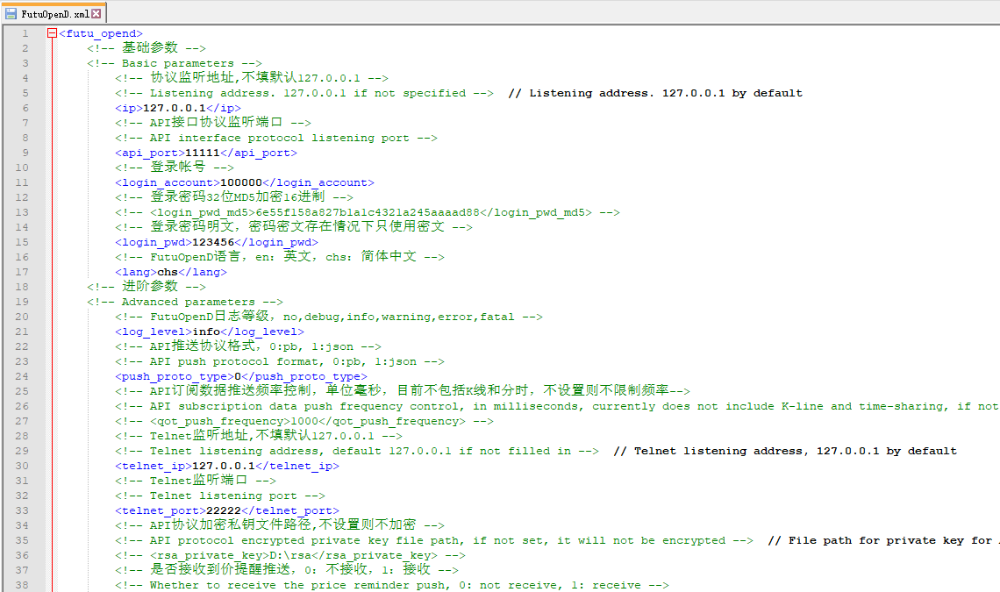 FutuOpenD.xml
1 <futu_opend>
2 <!-- 基础参数 -->
3 <!-- Basic parameters -->
4 <!-- 协议监听地址,不填默认127.0.0.1 -->
5 <!-- Listening address. 127.0.0.1 if not specified --> // Listening address. 127.0.0.1 by default
6 <ip>127.0.0.1</ip>
7 <!-- API接口协议监听端口 -->
8 <!-- API interface protocol listening port -->
9 <api_port>11111</api_port>
10 <!-- 登录帐号 -->
11 <login_account>100000</login_account>
12 <!-- 登录密码32位MD5加密16进制 -->
13 <!-- <login_pwd_md5>6e55f158a827b1a1c4321a245aaaad88</login_pwd_md5> -->
14 <!-- 登录密码明文，密码密文存在情况下只使用密文 -->
15 <login_pwd>123456</login_pwd>
16 <!-- FutuOpenD语言，en：英文，chs：简体中文 -->
17 <lang>chs</lang>
18 <!-- 进阶参数 -->
19 <!-- Advanced parameters -->
20 <!-- FutuOpenD日志等级，no,debug,info,warning,error,fatal -->
21 <log_level>info</log_level>
22 <!-- API推送协议格式，0:pb, 1:json -->
23 <!-- API push protocol format, 0:pb, 1:json -->
24 <push_proto_type>0</push_proto_type>
25 <!-- API订阅数据推送频率控制，单位毫秒，目前不包括K线和分时，不设置则不限制频率-->
26 <!-- API subscription data push frequency control, in milliseconds, currently does not include K-line and time-sharing, if not
27 <!-- <qot_push_frequency>1000</qot_push_frequency> -->
28 <!-- Telnet监听地址,不填默认127.0.0.1 -->
29 <!-- Telnet listening address, default 127.0.0.1 if not filled in --> // Telnet listening address, 127.0.0.1 by default
30 <telnet_ip>127.0.0.1</telnet_ip>
31 <!-- Telnet监听端口 -->
32 <!-- Telnet listening port -->
33 <telnet_port>22222</telnet_port>
34 <!-- API协议加密私钥文件路径,不设置则不加密 -->
35 <!-- API protocol encrypted private key file path, if not set, it will not be encrypted --> // File path for private key for
36 <!-- <rsa_private_key>D:\rsa</rsa_private_key> -->
37 <!-- 是否接收到价提醒推送，0：不接收，1：接收 -->
38 <!-- Whether to receive the price reminder push, 0: not receive, 1: receive -->